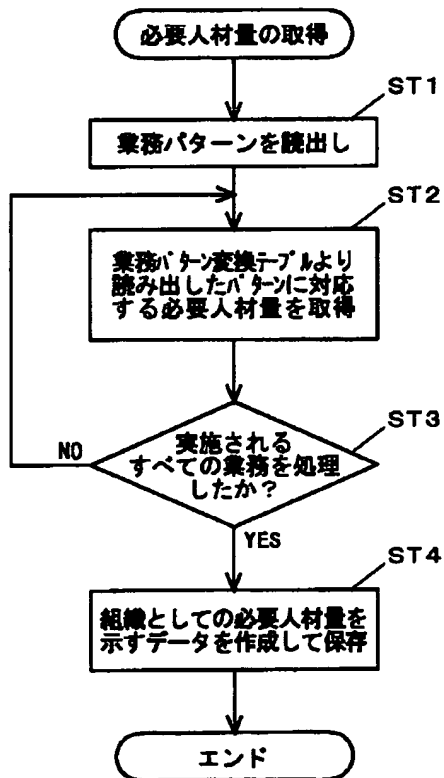 必要人材量の取得
ST1
業務パターンを読出し
ST2
業務パターン変換テーブルより
読み出したパターンに対応
する必要人材量を取得
ST3
実施される
すべての業務を処理
したか？
NO
YES
ST4
組織としての必要人材量を
示すデータを作成して保存
エンド